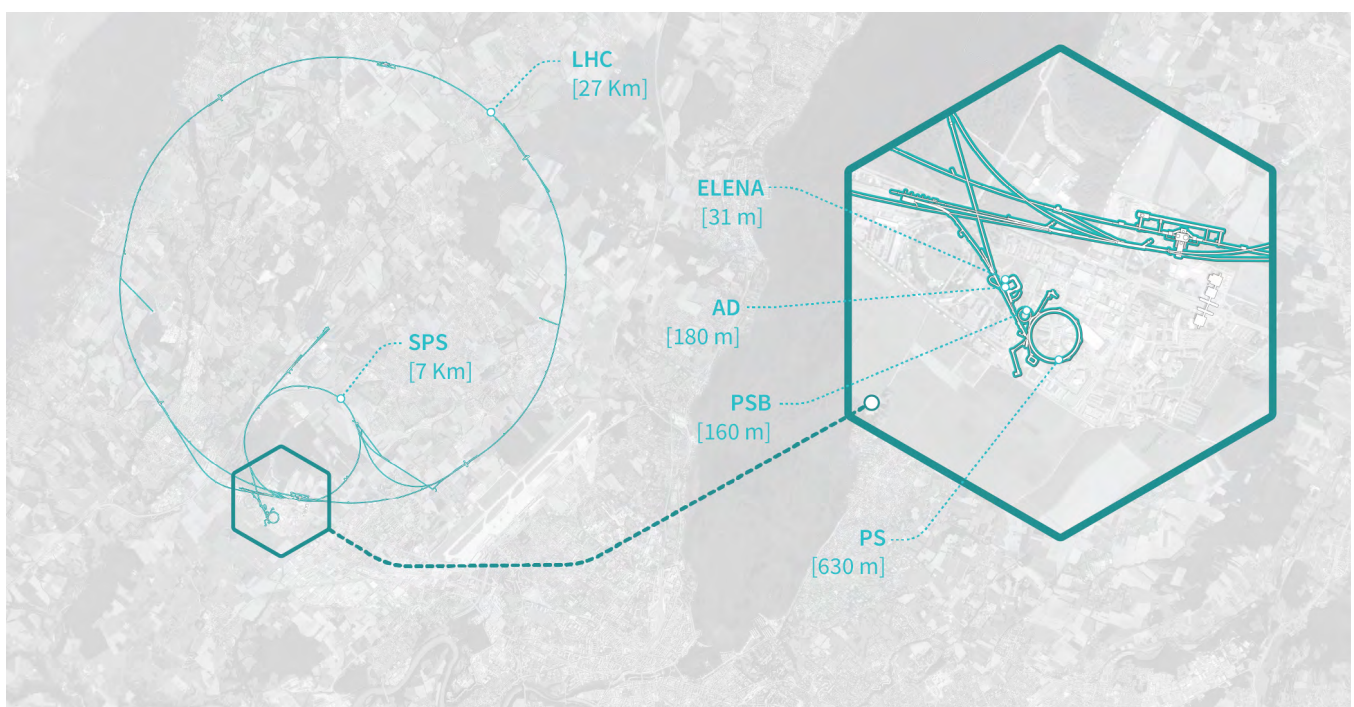 LHC
[27 Km]
SPS
[7 Km]
ELENA
[31 m]
AD
[180 m]
PSB
[160 m]
PS
[630 m]